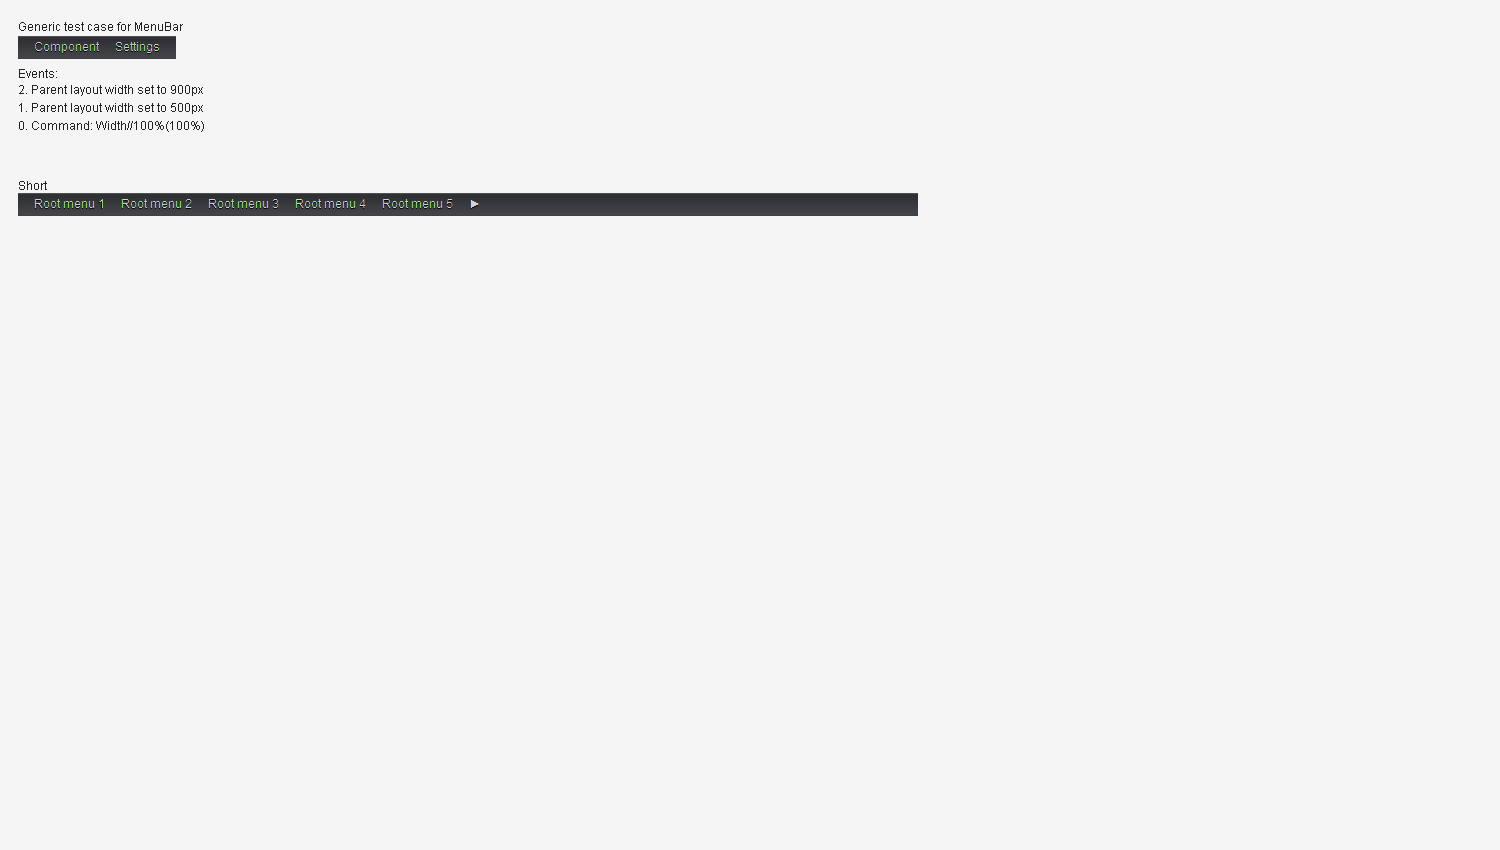 Generic test case for MenuBar
Component Settings
Events:
2. Parent layout width set to 900px
1. Parent layout width set to 500px
0. Command: Width//100%(100%)
Short
Root menu 1 Root menu 2 Root menu 3 Root menu 4 Root menu 5 ►